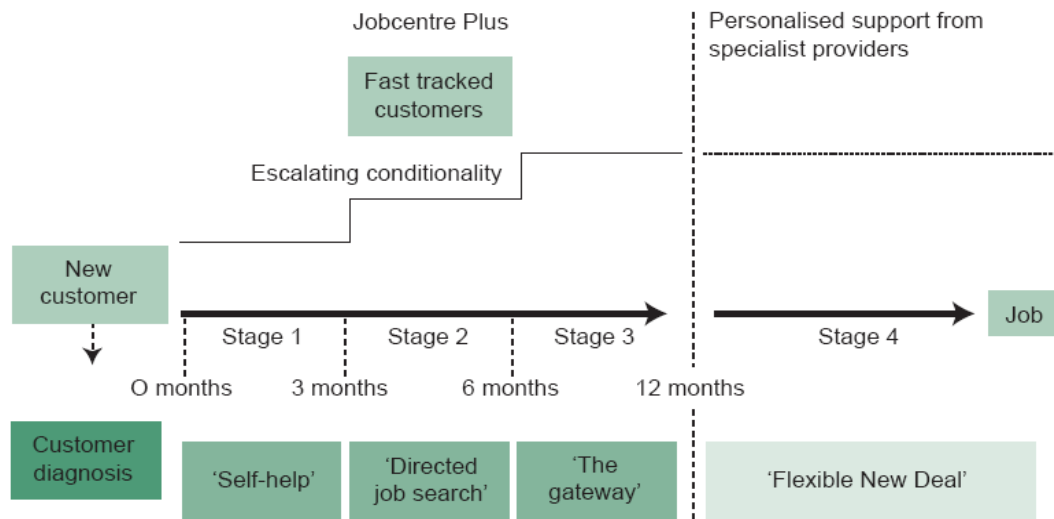 Jobcentre Plus
Personalised support from
specialist providers
Fast tracked
customers
Escalating conditionality
New
customer
Stage 1
Stage 2
Stage 3
Stage 4
Job
O months
3 months
6 months
12 months
Customer
diagnosis
‘Self-help’
‘Directed
job search’
‘The
gateway’
‘Flexible New Deal’